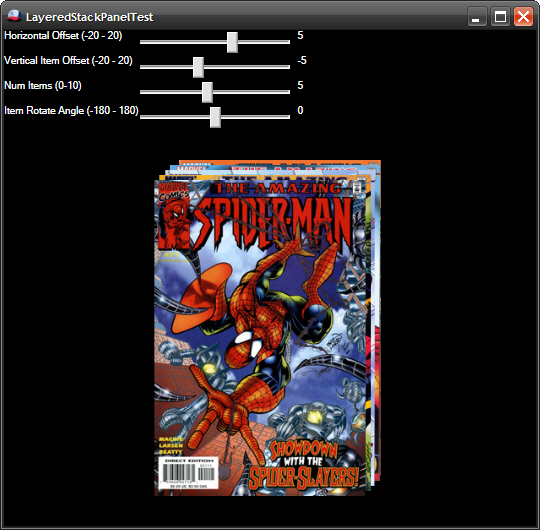 LayeredStackPanelTest
Horizontal Offset (-20 - 20) 5
Vertical Item Offset (-20 - 20) -5
Num Items (0-10) 5
Item Rotate Angle (-180 - 180) 0
MARVEL
COMICS
THE AMAZING
SPIDER-MAN
MACKIE
LARSEN
BEATTY
DIRECT EDITION
SHOWDOWN
WITH THE
SPIDER-SLAYERS!